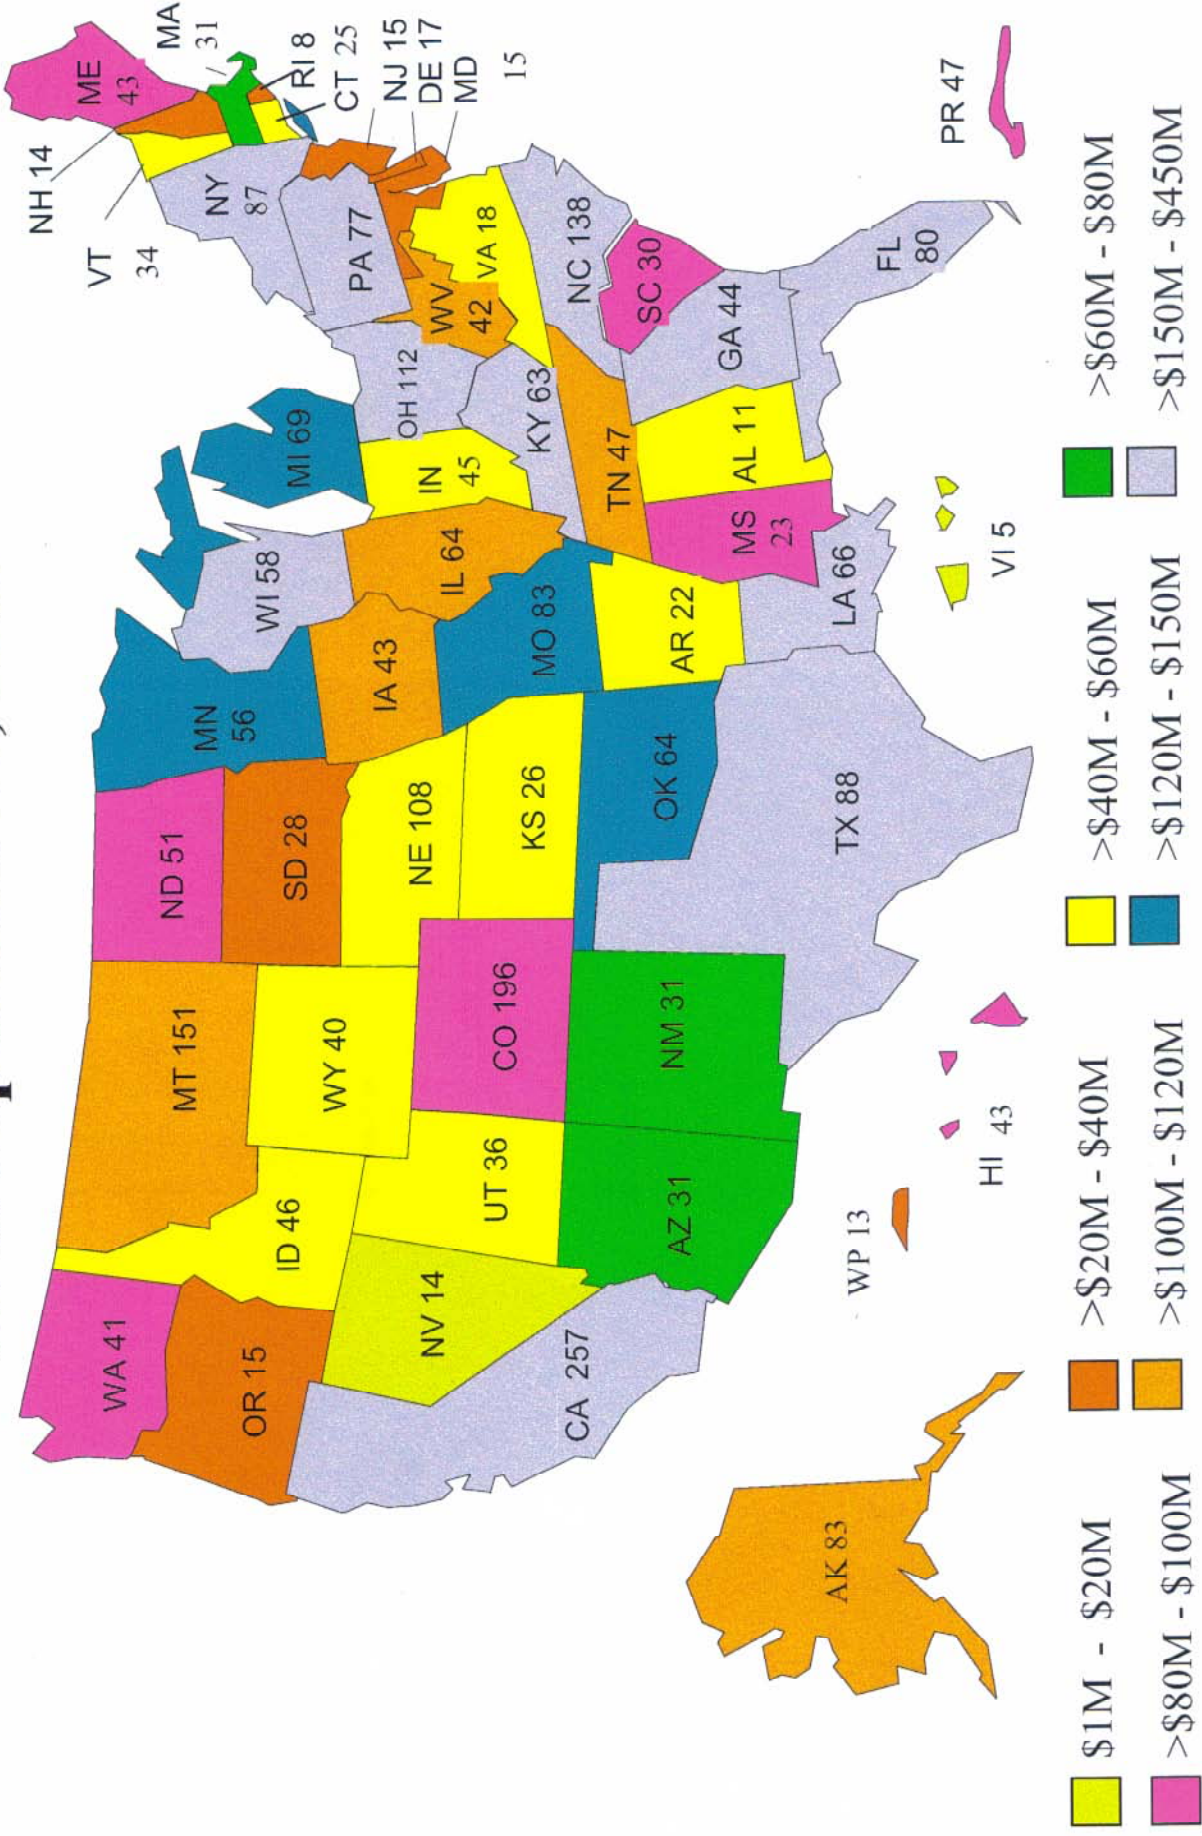 WA 41
OR 15
CA 257
NV 14
ID 46
MT 151
WY 40
UT 36
AZ 31
NM 31
CO 196
ND 51
SD 28
NE 108
KS 26
OK 64
TX 88
MN
56
IA 43
MO 83
AR 22
LA 66
WI 58
IL 64
MI 69
IN
45
OH 112
KY 63
TN 47
MS
23
AL 11
GA 44
FL
80
SC 30
NC 138
VA 18
WV
42
PA 77
NY
87
VT
34
NH 14
ME
43
MA
31
RI 8
CT 25
NJ 15
DE 17
MD
15
AK 83
WP 13
HI 43
VI 5
PR 47
$1M - $20M
>$20M - $40M
>$40M - $60M
>$60M - $80M
>$80M - $100M
>$100M - $120M
>$120M - $150M
>$150M - $450M